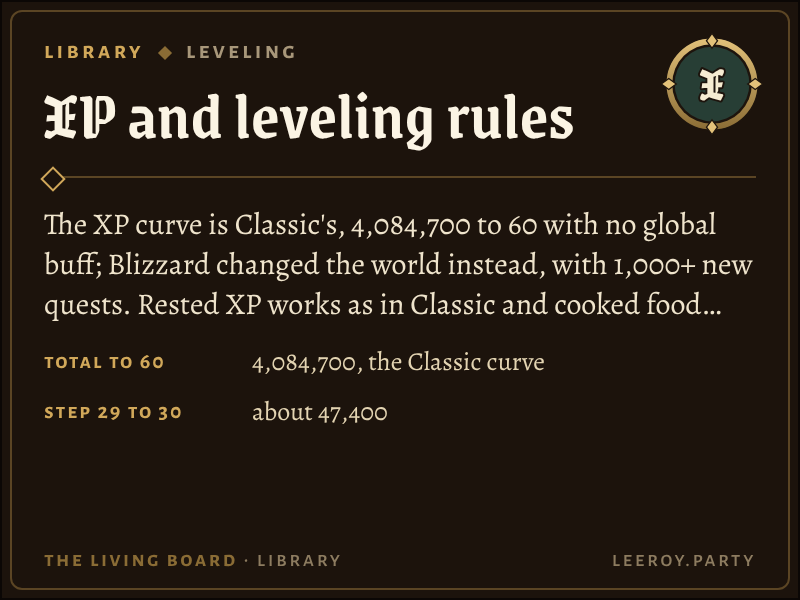 LIBRARY ◆ LEVELING
XP and leveling rules
X
The XP curve is Classic's, 4,084,700 to 60 with no global
buff; Blizzard changed the world instead, with 1,000+ new
quests. Rested XP works as in Classic and cooked food…
TOTAL TO 60 4,084,700, the Classic curve
STEP 29 TO 30 about 47,400
THE LIVING BOARD · LIBRARY LEEROY.PARTY